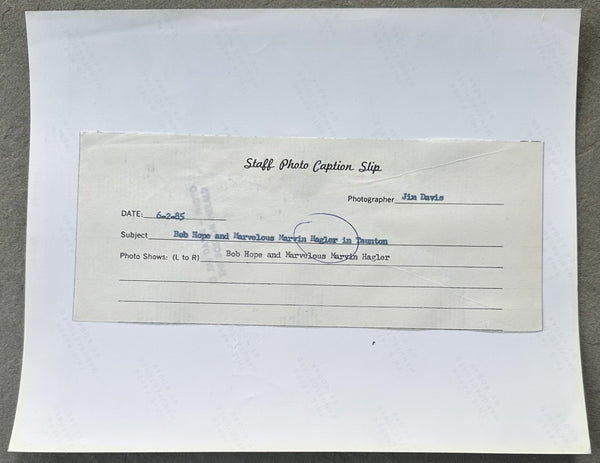 Staff Photo Caption Slip
Photographer Jim Davis
DATE: 6-2-85
Subject Bob Hope and Marvelous Marvin Hagler in Taunton
Photo Shows: (L to R) Bob Hope and Marvelous Marvin Hagler